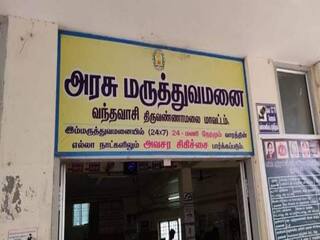 அரசு மருத்துவமனை
வந்தவாசி திருவண்ணாமலை மாவட்டம்.
இம்மருத்துவமனையில் (24x7) 24 - மணி நேரமும் வாரத்தின்
எல்லா நாட்களிலும் அவசர சிகிச்சை பார்க்கப்படும்.